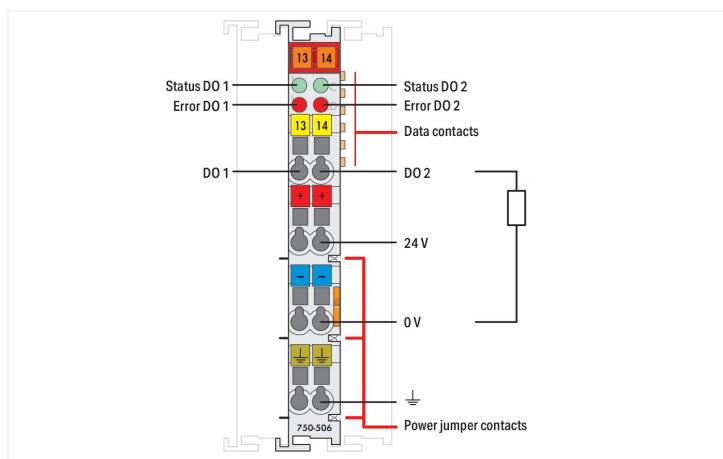 13 14
Status DO 1
Status DO 2
Error DO 1
Error DO 2
13 14
Data contacts
DO 1
DO 2
+ +
24 V
– –
0 V
Power jumper contacts
750-506